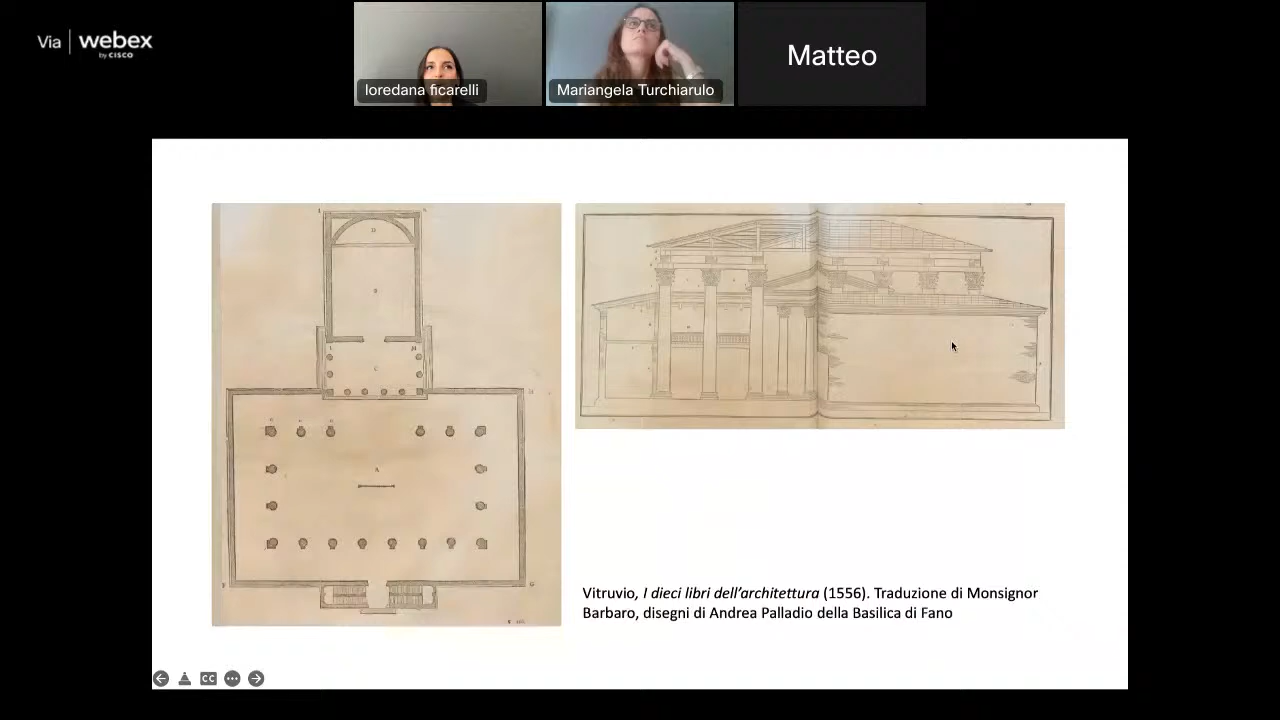 Via | webex
by CISCO
loredana ficarelli
Mariangela Turchiarulo
Matteo
Vitruvio, I dieci libri dell'architettura (1556). Traduzione di Monsignor
Barbaro, disegni di Andrea Palladio della Basilica di Fano
CC